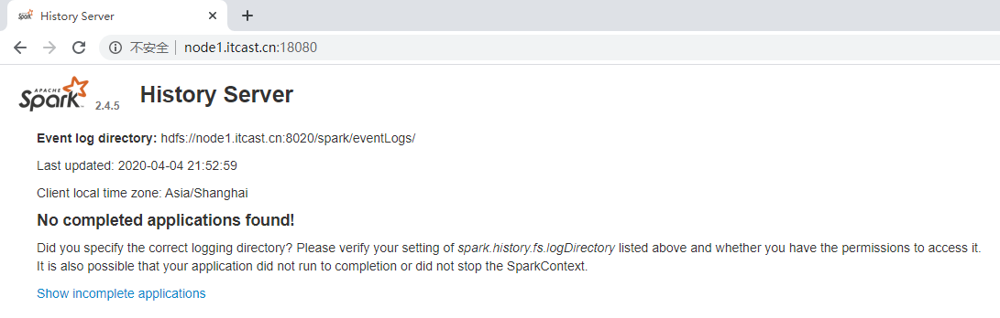 History Server
不安全 node1.itcast.cn:18080
APACHE
Spark 2.4.5 History Server
Event log directory: hdfs://node1.itcast.cn:8020/spark/eventLogs/
Last updated: 2020-04-04 21:52:59
Client local time zone: Asia/Shanghai
No completed applications found!
Did you specify the correct logging directory? Please verify your setting of spark.history.fs.logDirectory listed above and whether you have the permissions to access it.
It is also possible that your application did not run to completion or did not stop the SparkContext.
Show incomplete applications